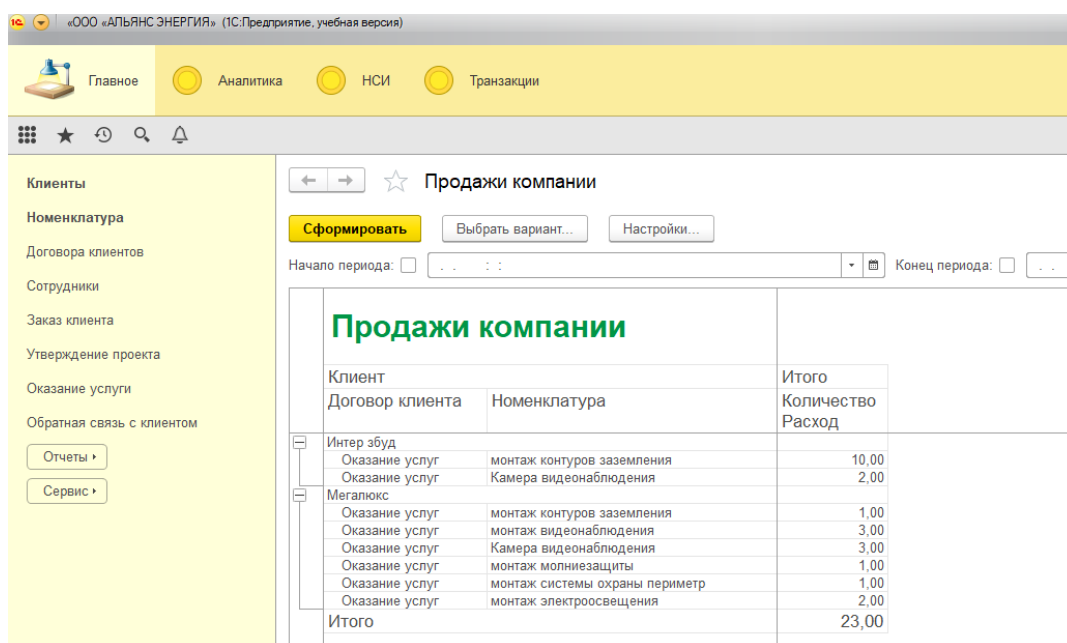 «ООО «АЛЬЯНС ЭНЕРГИЯ» (1С:Предприятие, учебная версия)
Главное Аналитика НСИ Транзакции
Клиенты
Номенклатура
Договора клиентов
Сотрудники
Заказ клиента
Утверждение проекта
Оказание услуги
Обратная связь с клиентом
Отчеты
Сервис
Продажи компании
Сформировать Выбрать вариант... Настройки...
Начало периода: . . : : Конец периода: . .
Продажи компании
Клиент Итого
Договор клиента Номенклатура Количество
Расход
Интер збуд
Оказание услуг монтаж контуров заземления 10,00
Оказание услуг Камера видеонаблюдения 2,00
Мегалюкс
Оказание услуг монтаж контуров заземления 1,00
Оказание услуг монтаж видеонаблюдения 3,00
Оказание услуг Камера видеонаблюдения 3,00
Оказание услуг монтаж молниезащиты 1,00
Оказание услуг монтаж системы охраны периметр 1,00
Оказание услуг монтаж электроосвещения 2,00
Итого 23,00